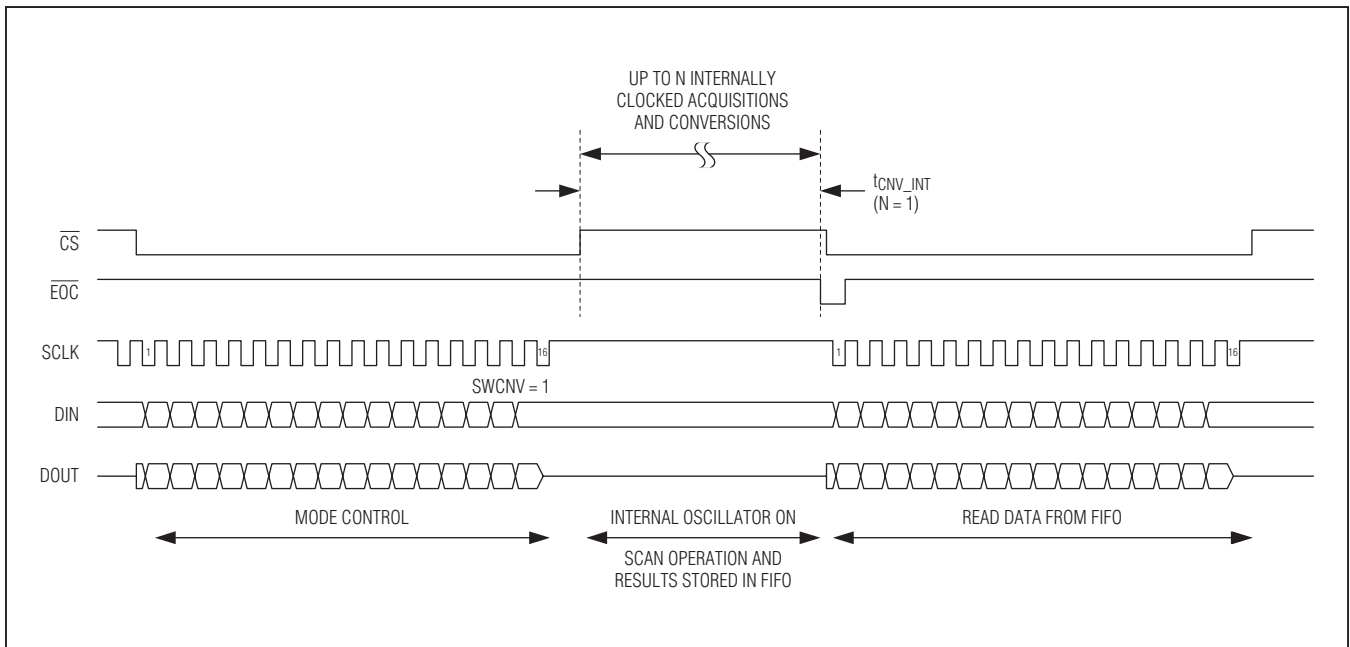 UP TO N INTERNALLY
CLOCKED ACQUISITIONS
AND CONVERSIONS
tCNV_INT
(N = 1)
CS
EOC
SCLK
1
16
1
16
SWCNV = 1
DIN
DOUT
MODE CONTROL
INTERNAL OSCILLATOR ON
READ DATA FROM FIFO
SCAN OPERATION AND
RESULTS STORED IN FIFO